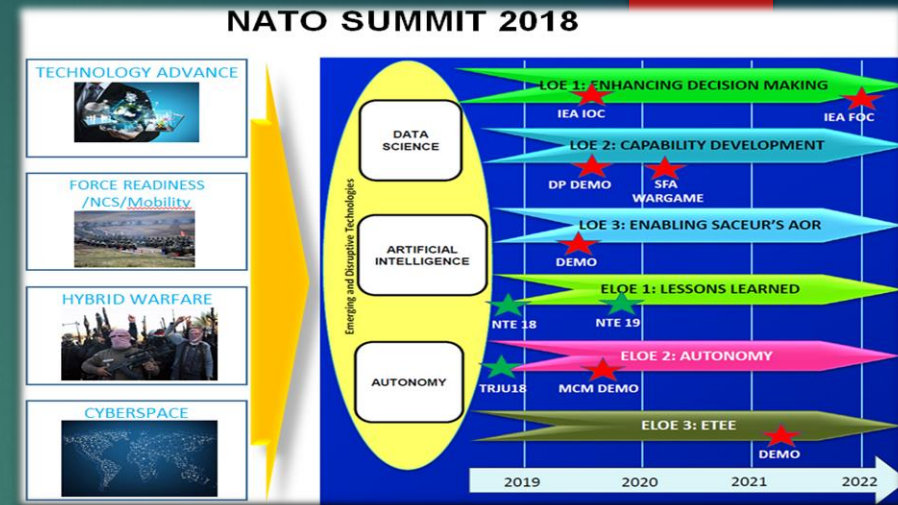 NATO SUMMIT 2018
TECHNOLOGY ADVANCE
FORCE READINESS
/NCS/Mobility
HYBRID WARFARE
CYBERSPACE
Emerging and Disruptive Technologies
DATA
SCIENCE
ARTIFICIAL
INTELLIGENCE
AUTONOMY
LOE 1: ENHANCING DECISION MAKING
IEA IOC
IEA FOC
LOE 2: CAPABILITY DEVELOPMENT
DP DEMO
SFA
WARGAME
LOE 3: ENABLING SACEUR'S AOR
DEMO
ELOE 1: LESSONS LEARNED
NTE 18
NTE 19
ELOE 2: AUTONOMY
TRJU18
MCM DEMO
ELOE 3: ETEE
DEMO
2019
2020
2021
2022